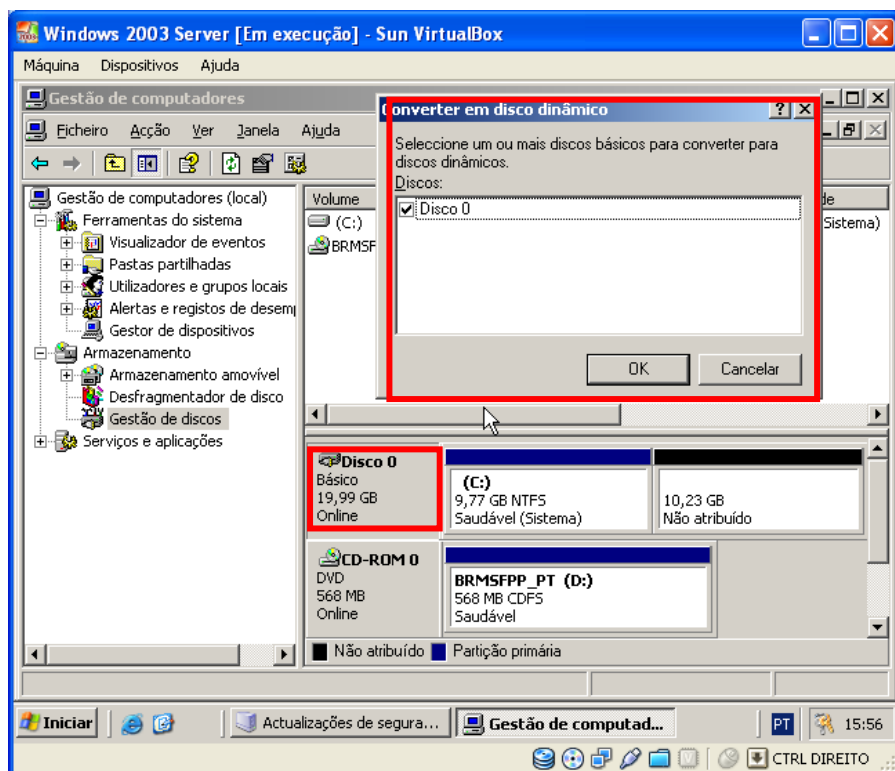 Windows 2003 Server [Em execução] - Sun VirtualBox
Máquina Dispositivos Ajuda
Gestão de computadores
Ficheiro Acção Ver Janela Ajuda
Converter em disco dinâmico
Seleccione um ou mais discos básicos para converter para
discos dinâmicos.
Discos:
Disco 0
OK Cancelar
Gestão de computadores (local)
Ferramentas do sistema
Visualizador de eventos
Pastas partilhadas
Utilizadores e grupos locais
Alertas e registos de desem
Gestor de dispositivos
Armazenamento
Armazenamento amovível
Desfragmentador de disco
Gestão de discos
Serviços e aplicações
Volume
(C:) Sistema)
BRMSF
Disco 0
Básico
19,99 GB
Online
(C:)
9,77 GB NTFS
Saudável (Sistema)
10,23 GB
Não atribuído
CD-ROM 0
DVD
568 MB
Online
BRMSFPP_PT (D:)
568 MB CDFS
Saudável
Não atribuído Partição primária
Iniciar Actualizações de segura... Gestão de computad... PT 15:56
CTRL DIREITO